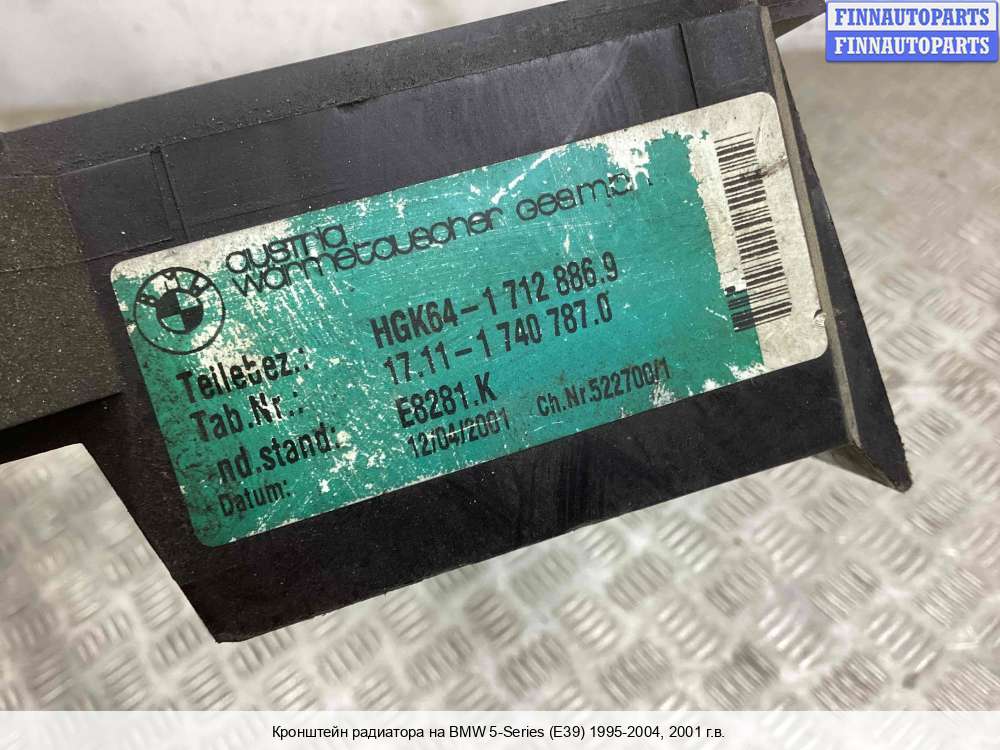 FINNAUTOPARTS
FINNAUTOPARTS
austria
wärmetauscher GesmbH
BMW
Teilebez.: HGK64-1 712 886.9
Tab.Nr.: 17.11-1 740 787.0
nd.stand: E8281.K
Datum: 12/04/2001 Ch.Nr.522700/1
Кронштейн радиатора на BMW 5-Series (E39) 1995-2004, 2001 г.в.